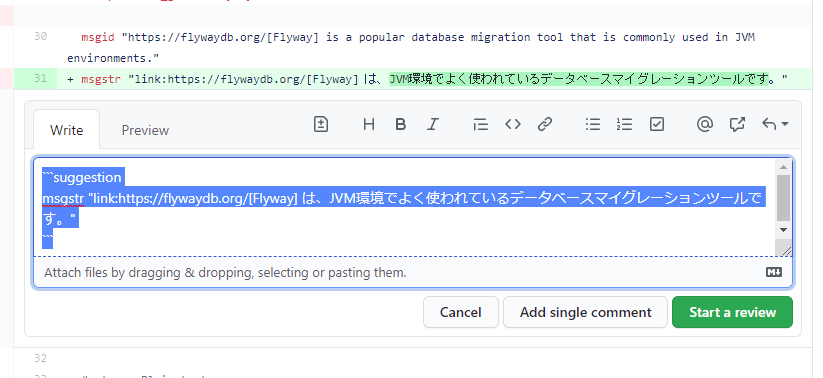 30 msgid "https://flywaydb.org/[Flyway] is a popular database migration tool that is commonly used in JVM
environments."
31 + msgstr "link:https://flywaydb.org/[Flyway] は、JVM環境でよく使われているデータベースマイグレーションツールです。"
Write Preview
```suggestion
msgstr "link:https://flywaydb.org/[Flyway] は、JVM環境でよく使われているデータベースマイグレーションツールで
す。"
```
Attach files by dragging & dropping, selecting or pasting them.
Cancel Add single comment Start a review
32